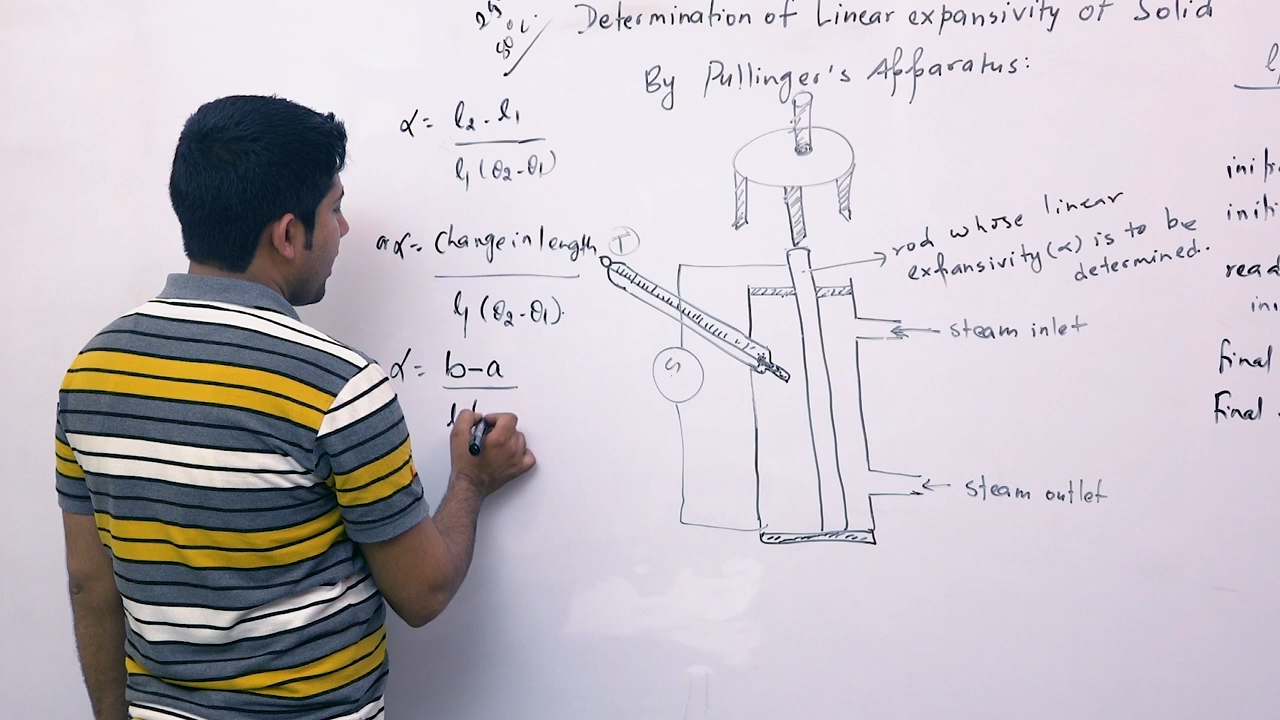 Determination of Linear expansivity of Solid
By Pullinger's Apparatus:
α = l₂ - l₁
l₁ (θ₂ - θ₁)
α = Change in length
l₁ (θ₂ - θ₁)
α = b - a
T
S
rod whose linear
expansivity (α) is to be
determined.
steam inlet
steam outlet
final
Final